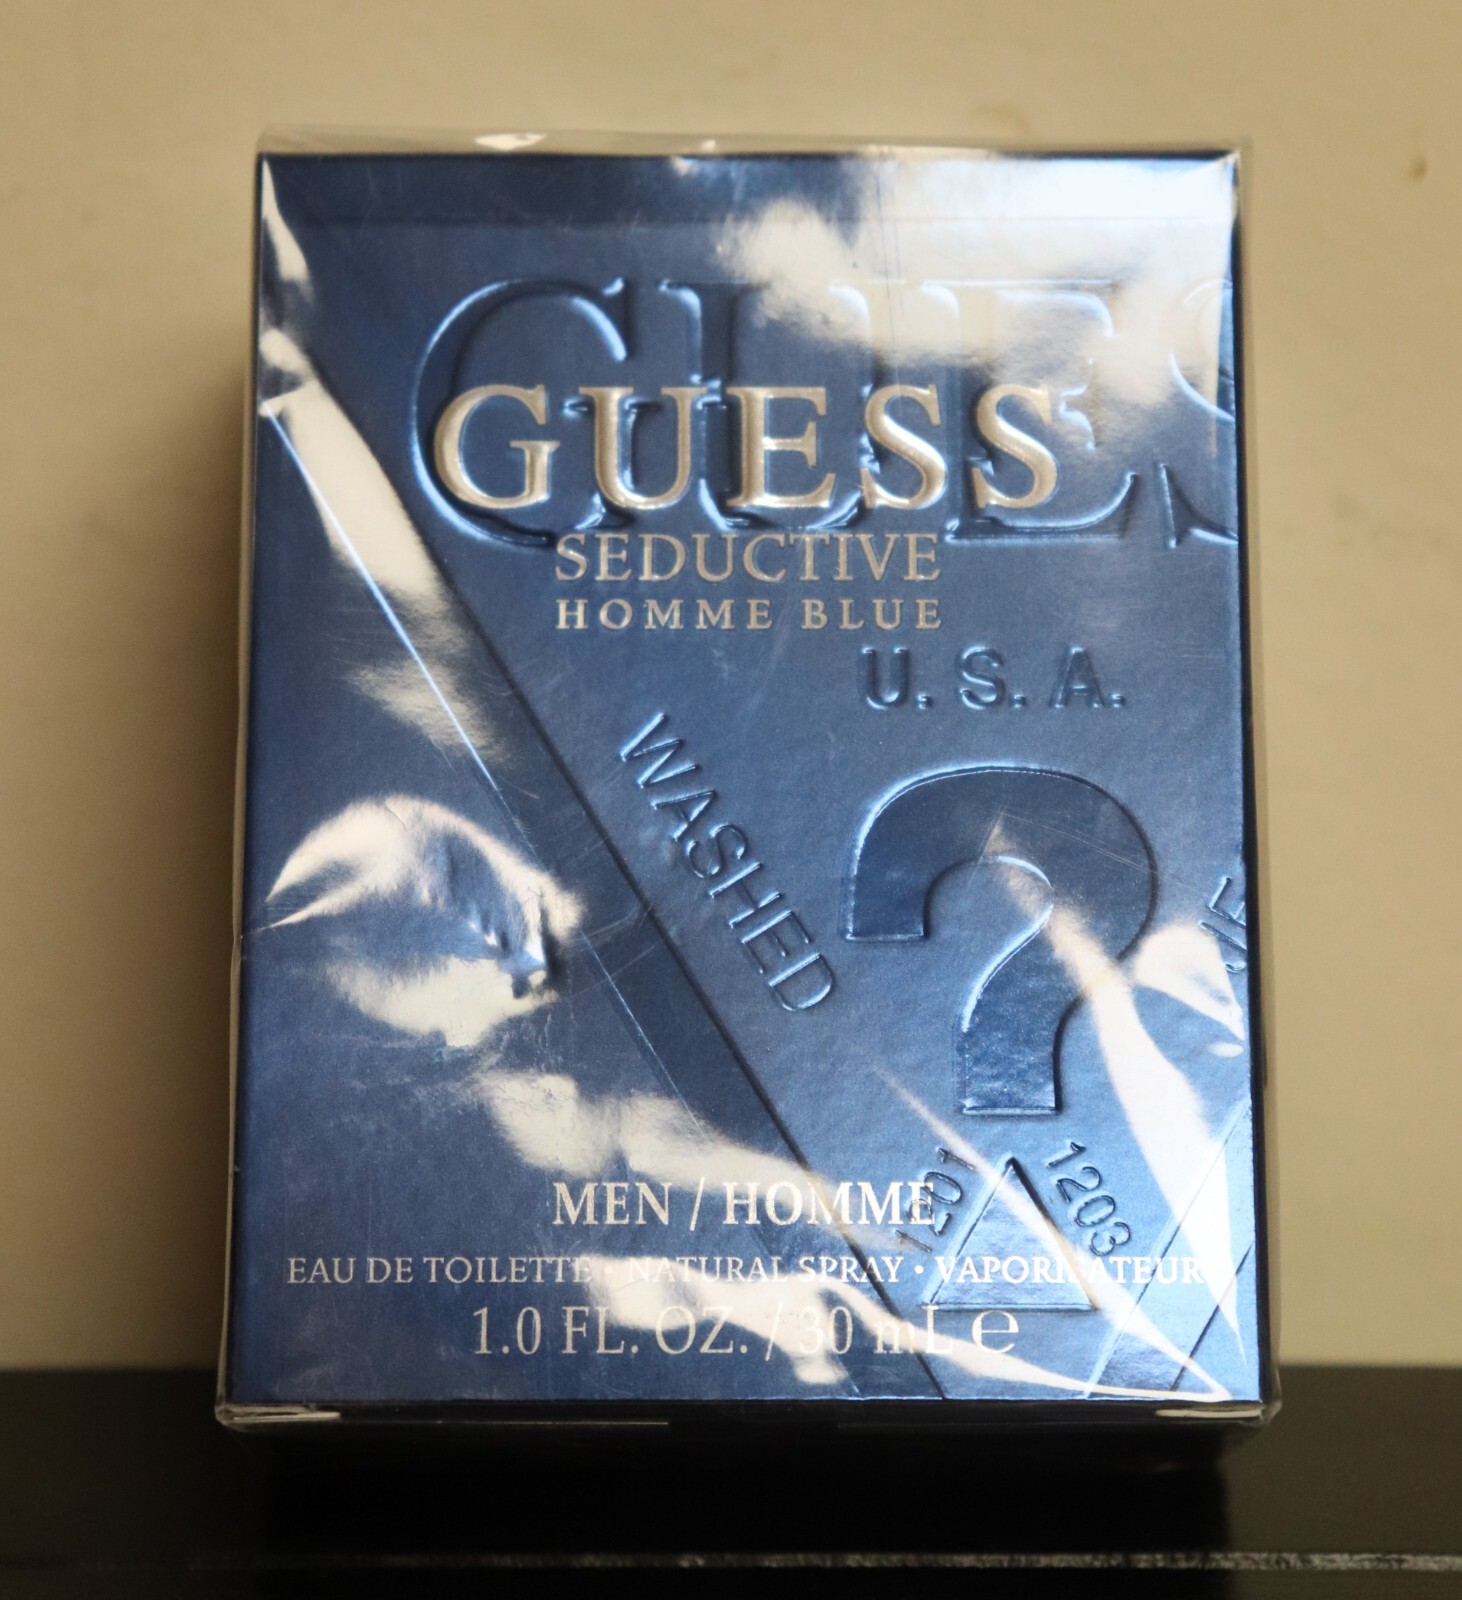 GUES
GUESS
SEDUCTIVE
HOMME BLUE
U. S. A.
WASHED
?
1201
1203
MEN / HOMME
EAU DE TOILETTE · NATURAL SPRAY · VAPORISATEUR
1.0 FL. OZ. / 30 mL e